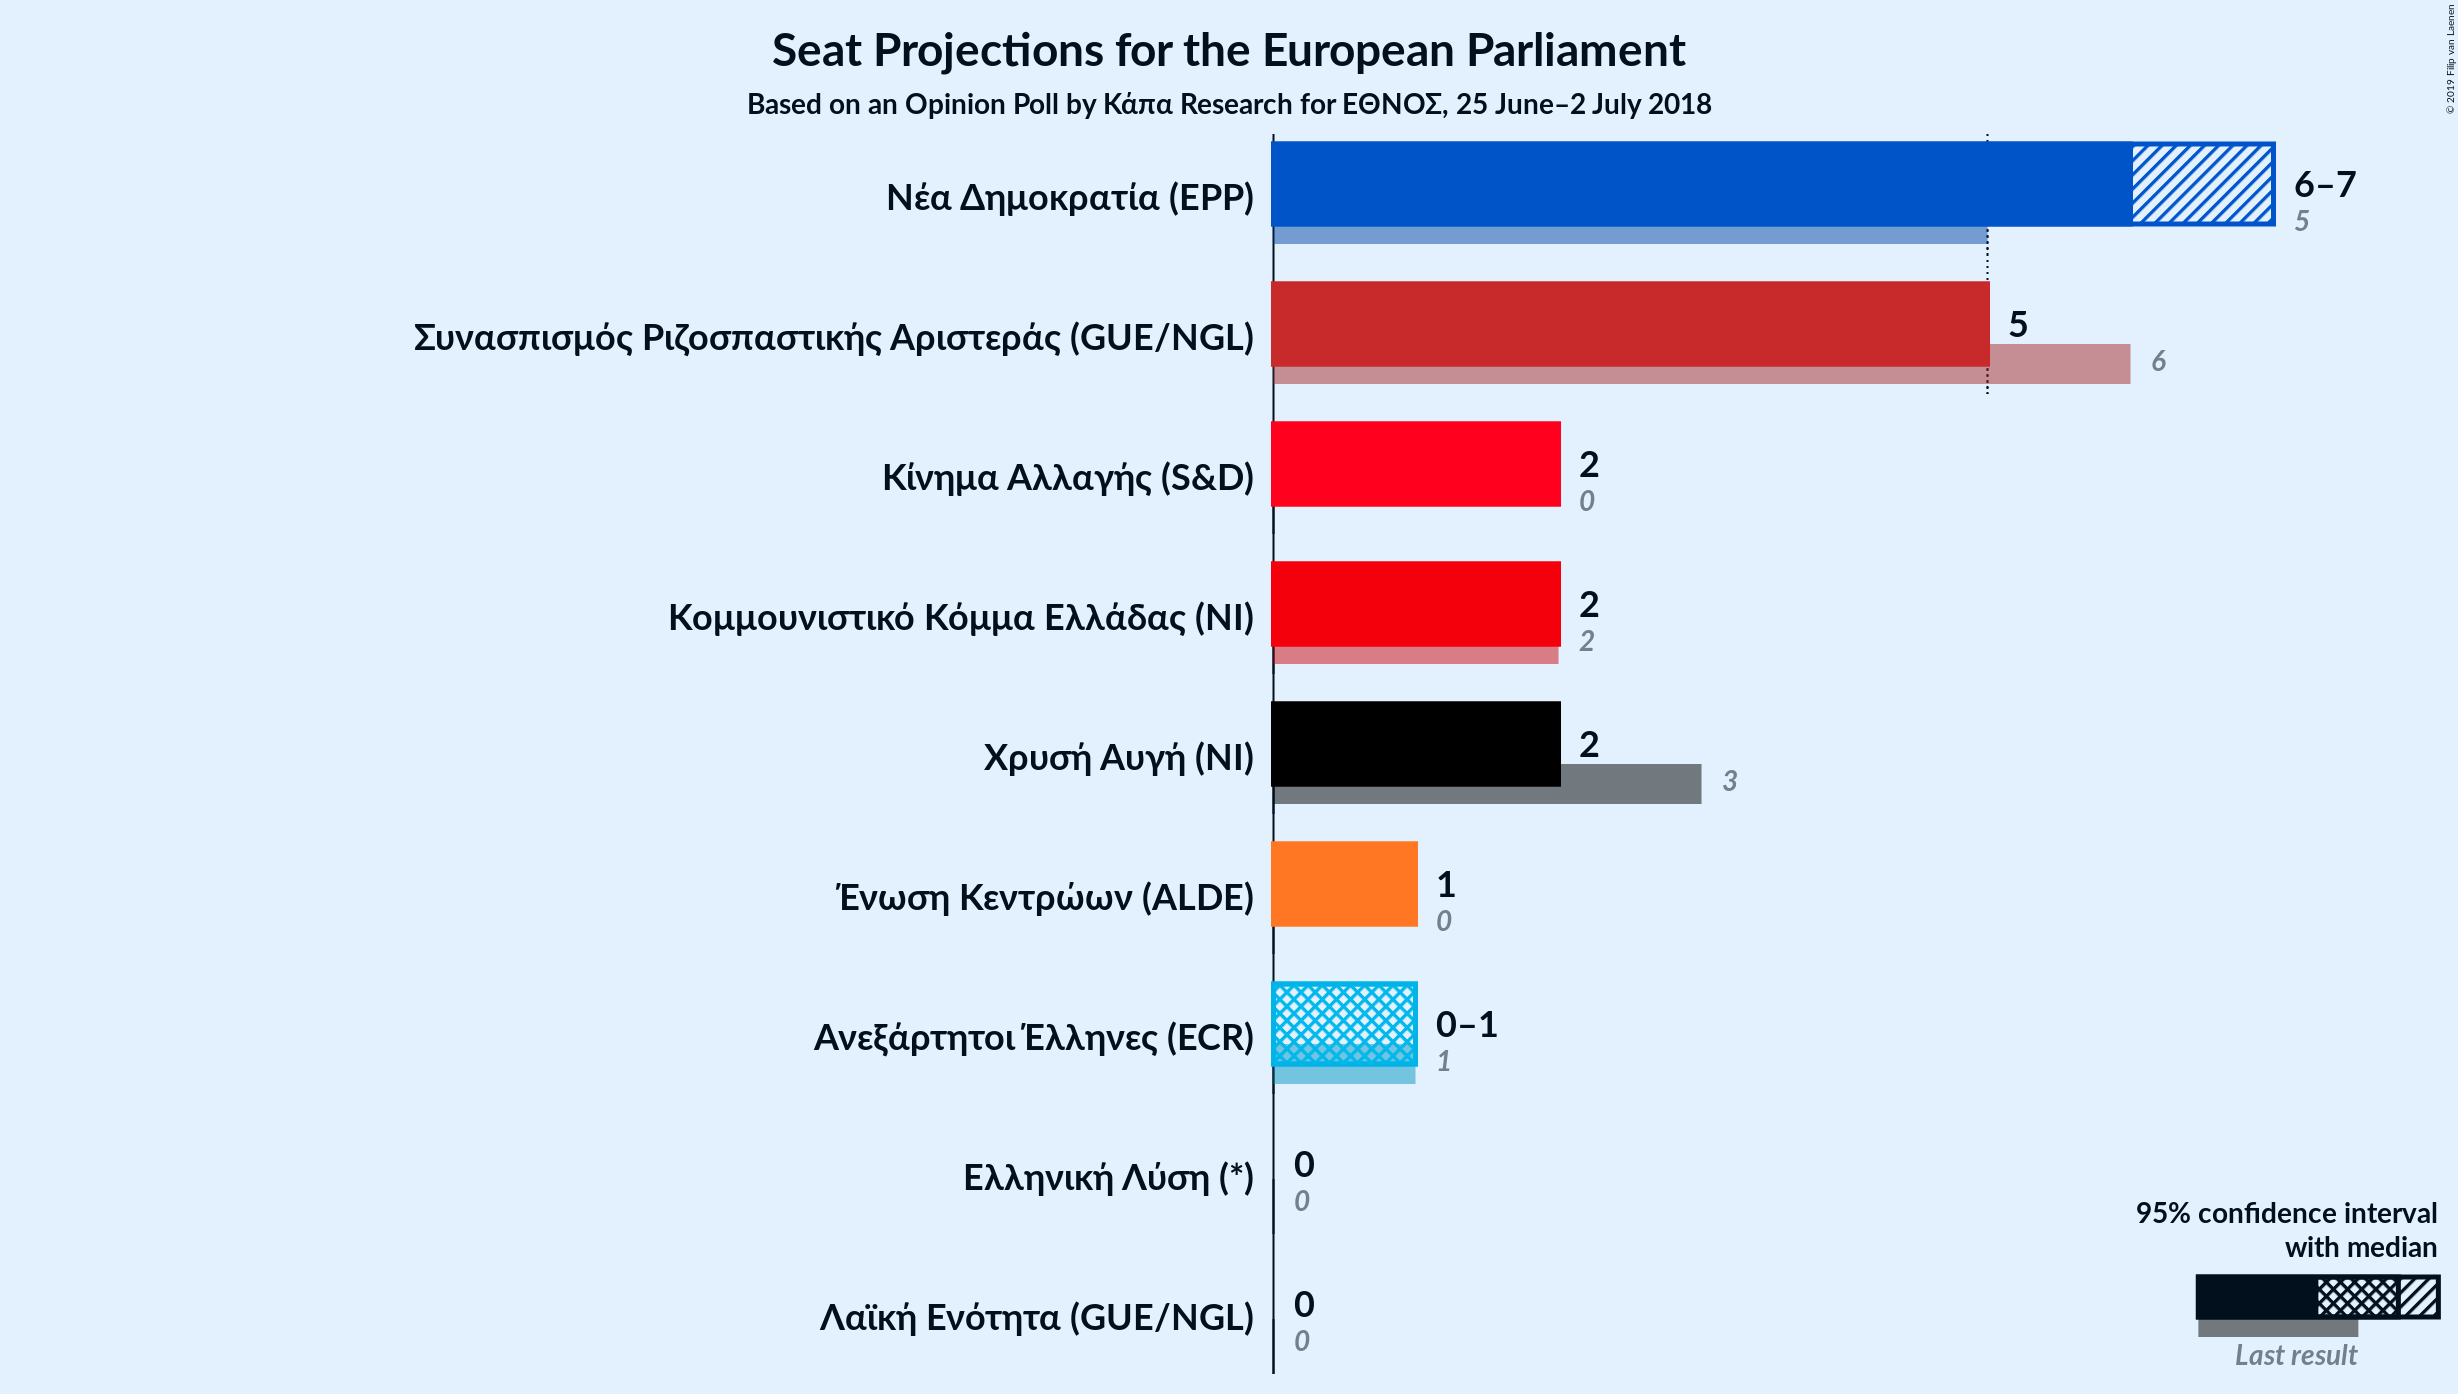 Seat Projections for the European Parliament
Based on an Opinion Poll by Κάπα Research for ΕΘΝΟΣ, 25 June–2 July 2018
© 2019 Filip van Laenen
Νέα Δημοκρατία (EPP)
6–7
5
Συνασπισμός Ριζοσπαστικής Αριστεράς (GUE/NGL)
5
6
Κίνημα Αλλαγής (S&D)
2
0
Κομμουνιστικό Κόμμα Ελλάδας (NI)
2
2
Χρυσή Αυγή (NI)
2
3
Ένωση Κεντρώων (ALDE)
1
0
Ανεξάρτητοι Έλληνες (ECR)
0–1
1
Ελληνική Λύση (*)
0
0
Λαϊκή Ενότητα (GUE/NGL)
0
0
95% confidence interval
with median
Last result